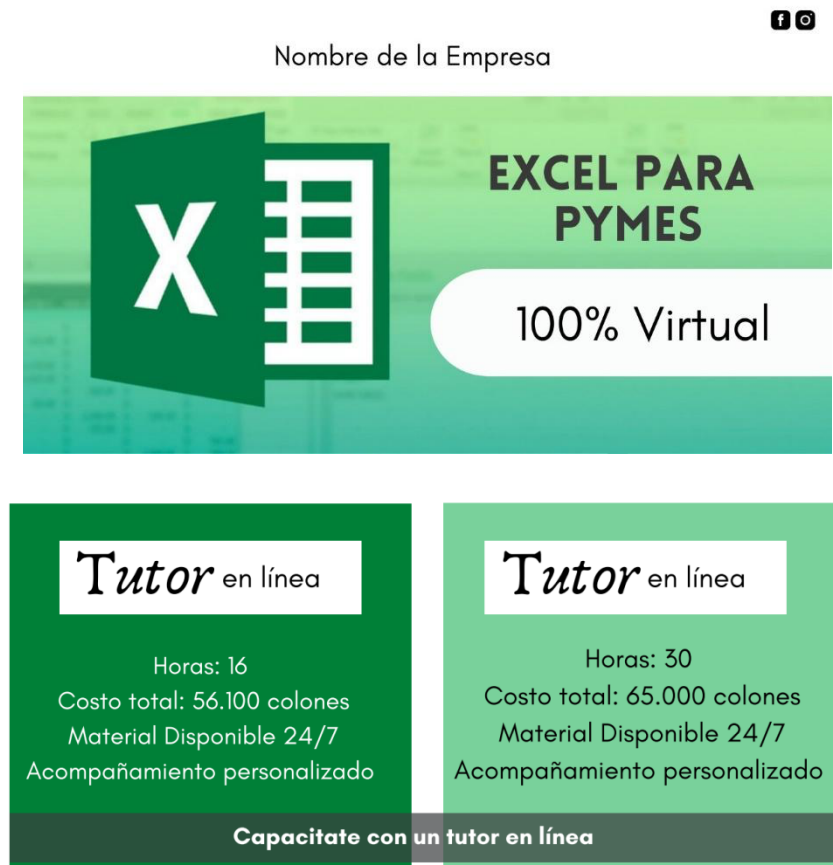 Nombre de la Empresa
X
EXCEL PARA
PYMES
100% Virtual
Tutor en línea
Horas: 16
Costo total: 56.100 colones
Material Disponible 24/7
Acompañamiento personalizado
Tutor en línea
Horas: 30
Costo total: 65.000 colones
Material Disponible 24/7
Acompañamiento personalizado
Capacitate con un tutor en línea